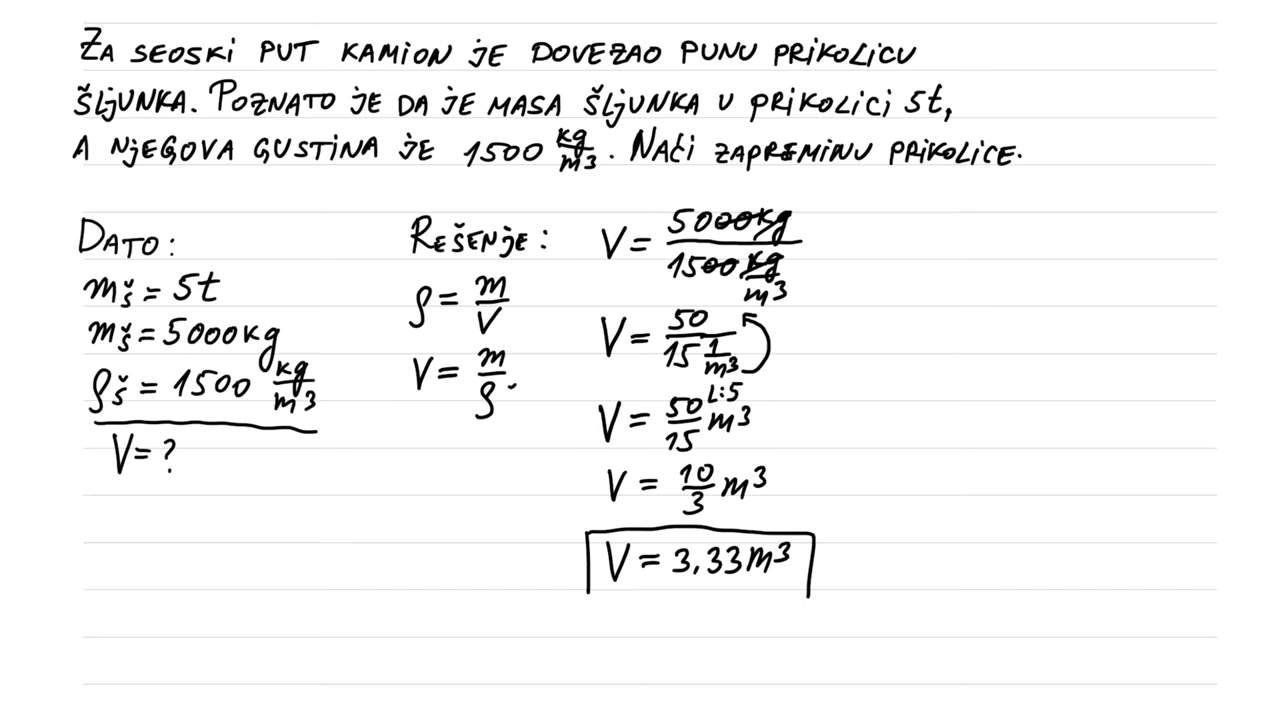 ZA SEOSKI PUT KAMION JE DOVEZAO PUNU PRIKOLICU
ŠLJUNKA. POZNATO JE DA JE MASA ŠLJUNKA U PRIKOLICI 5t,
A NJEGOVA GUSTINA JE 1500 kg/m3. NAĆI ZAPREMINU PRIKOLICE.
DATO:
mš = 5t
mš = 5000kg
ρš = 1500 kg/m3
V = ?
REŠENJE:
ρ = m/V
V = m/ρ
V = 5000kg/1500 kg/m3
V = 50/15 1/m3
V = 50/15 m3 L:5
V = 10/3 m3
V = 3.33m3